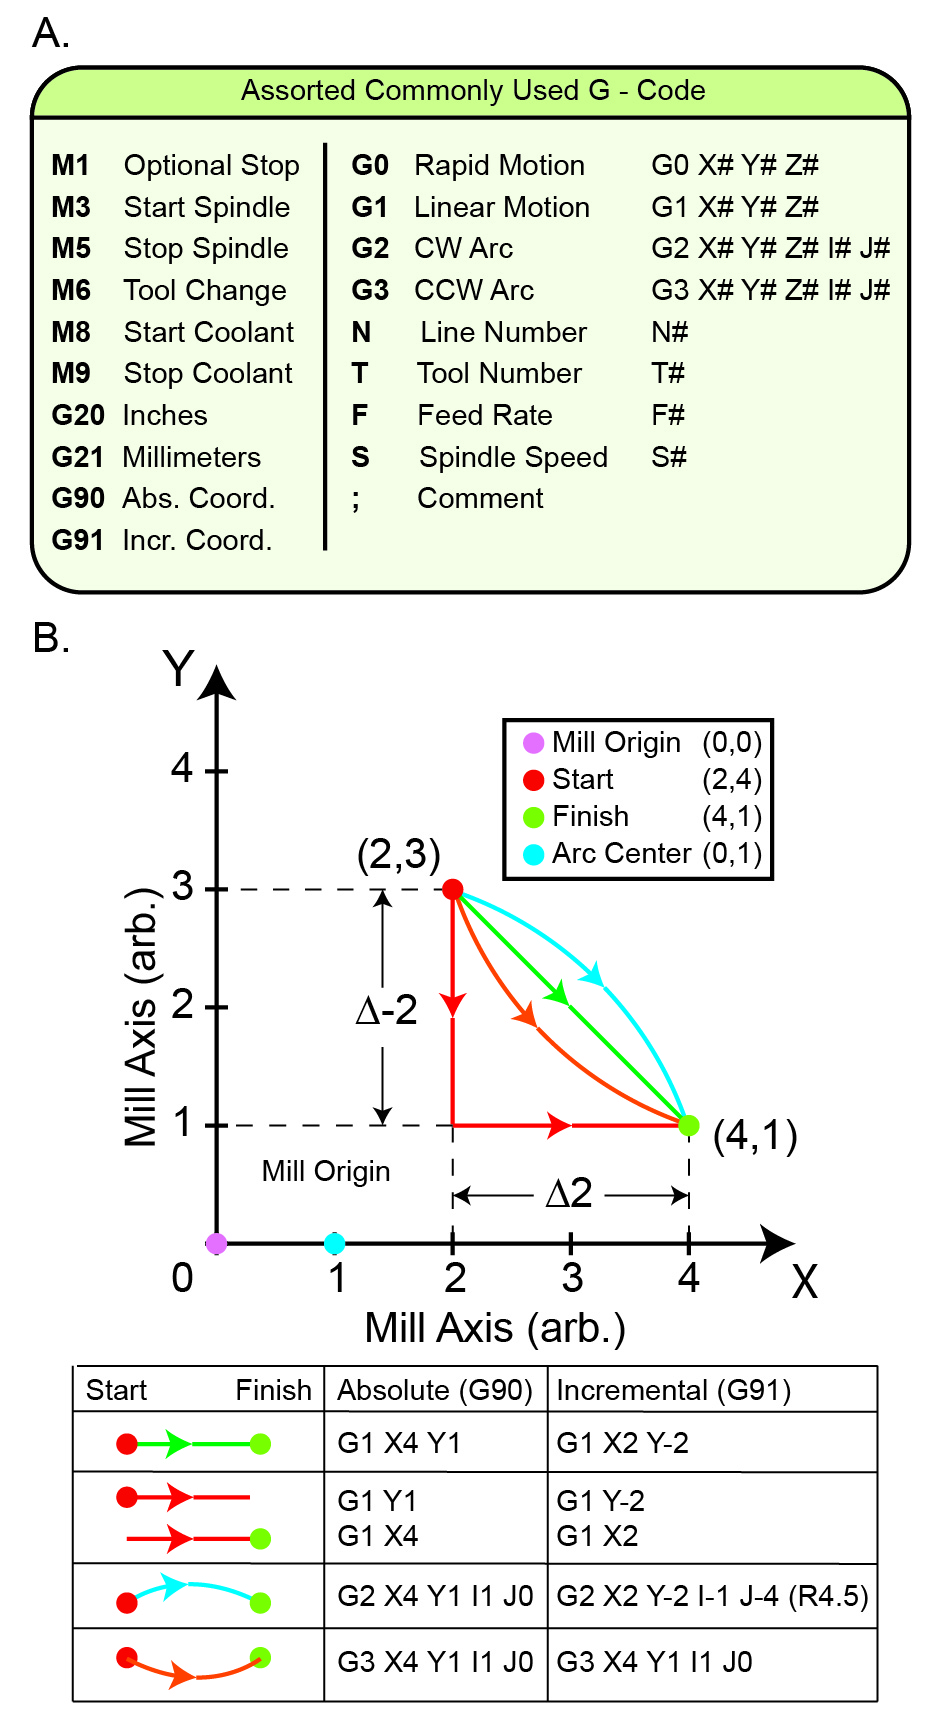 A.
Assorted Commonly Used G - Code
M1 Optional Stop
M3 Start Spindle
M5 Stop Spindle
M6 Tool Change
M8 Start Coolant
M9 Stop Coolant
G20 Inches
G21 Millimeters
G90 Abs. Coord.
G91 Incr. Coord.
G0 Rapid Motion G0 X# Y# Z#
G1 Linear Motion G1 X# Y# Z#
G2 CW Arc G2 X# Y# Z# I# J#
G3 CCW Arc G3 X# Y# Z# I# J#
N Line Number N#
T Tool Number T#
F Feed Rate F#
S Spindle Speed S#
; Comment
B.
Y
Mill Origin (0,0)
Start (2,4)
Finish (4,1)
Arc Center (0,1)
4
(2,3)
3
2
Δ-2
1
(4,1)
Mill Axis (arb.)
Mill Origin
Δ2
0 1 2 3 4 X
Mill Axis (arb.)
Start Finish Absolute (G90) Incremental (G91)
G1 X4 Y1 G1 X2 Y-2
G1 Y1 G1 Y-2
G1 X4 G1 X2
G2 X4 Y1 I1 J0 G2 X2 Y-2 I-1 J-4 (R4.5)
G3 X4 Y1 I1 J0 G3 X4 Y1 I1 J0